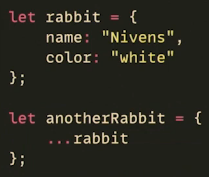 let rabbit = {
    name: "Nivens",
    color: "white"
};

let anotherRabbit = {
    ...rabbit
};